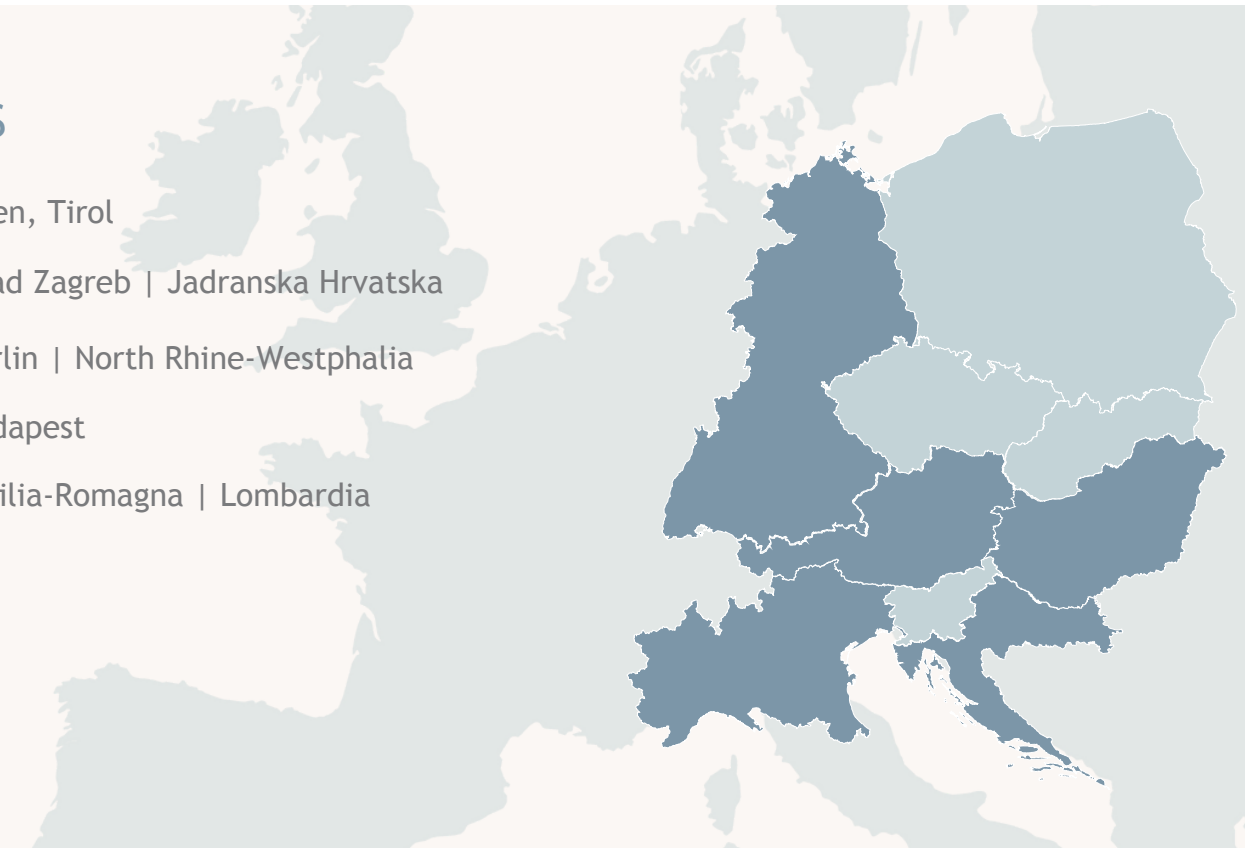 s
en, Tirol
ad Zagreb | Jadranska Hrvatska
rlin | North Rhine-Westphalia
dapest
ilia-Romagna | Lombardia